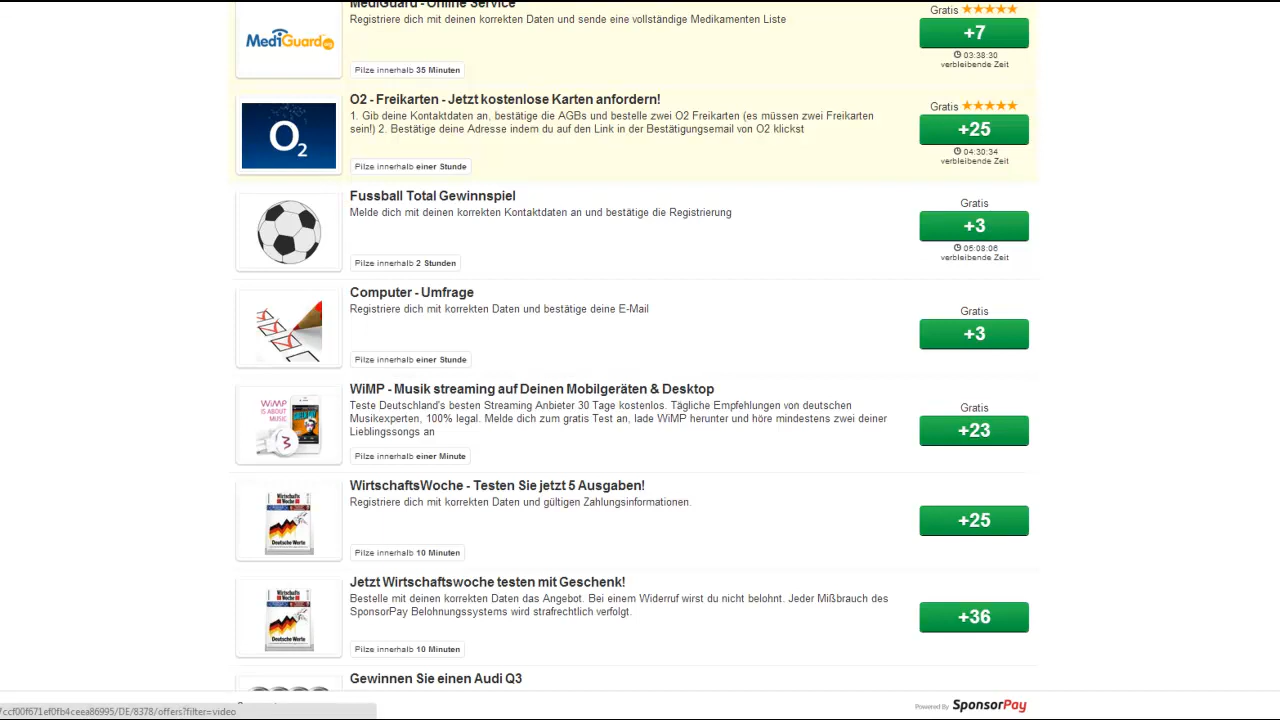 MediGuard - Online Service
Gratis
Registriere dich mit deinen korrekten Daten und sende eine vollständige Medikamenten Liste
+7
MediGuard
03:38:30
verbleibende Zeit
Pilze innerhalb 35 Minuten
O2 - Freikarten - Jetzt kostenlose Karten anfordern!
Gratis
1. Gib deine Kontaktdaten an, bestätige die AGBs und bestelle zwei O2 Freikarten (es müssen zwei Freikarten
sein!) 2. Bestätige deine Adresse indem du auf den Link in der Bestätigungsemail von O2 klickst
+25
O2
04:30:34
verbleibende Zeit
Pilze innerhalb einer Stunde
Fussball Total Gewinnspiel
Gratis
Melde dich mit deinen korrekten Kontaktdaten an und bestätige die Registrierung
+3
05:08:06
verbleibende Zeit
Pilze innerhalb 2 Stunden
Computer - Umfrage
Registriere dich mit korrekten Daten und bestätige deine E-Mail
Gratis
+3
Pilze innerhalb einer Stunde
WiMP - Musik streaming auf Deinen Mobilgeräten & Desktop
Teste Deutschland's besten Streaming Anbieter 30 Tage kostenlos. Tägliche Empfehlungen von deutschen
Musikexperten, 100% legal. Melde dich zum gratis Test an, lade WiMP herunter und höre mindestens zwei deiner
Lieblingssongs an
Gratis
+23
WiMP
IS ABOUT
MUSIC
3
Pilze innerhalb einer Minute
WirtschaftsWoche - Testen Sie jetzt 5 Ausgaben!
Registriere dich mit korrekten Daten und gültigen Zahlungsinformationen.
+25
Wirtschafts
Woche
Deutsche Werte
Pilze innerhalb 10 Minuten
Jetzt Wirtschaftswoche testen mit Geschenk!
Bestelle mit deinen korrekten Daten das Angebot. Bei einem Widerruf wirst du nicht belohnt. Jeder Mißbrauch des
SponsorPay Belohnungssystems wird strafrechtlich verfolgt.
+36
Wirtschafts
Woche
Deutsche Werte
Pilze innerhalb 10 Minuten
Gewinnen Sie einen Audi Q3
Powered By SponsorPay
7ccf00f671ef0fb4ceea86995/DE/8378/offers?filter=video